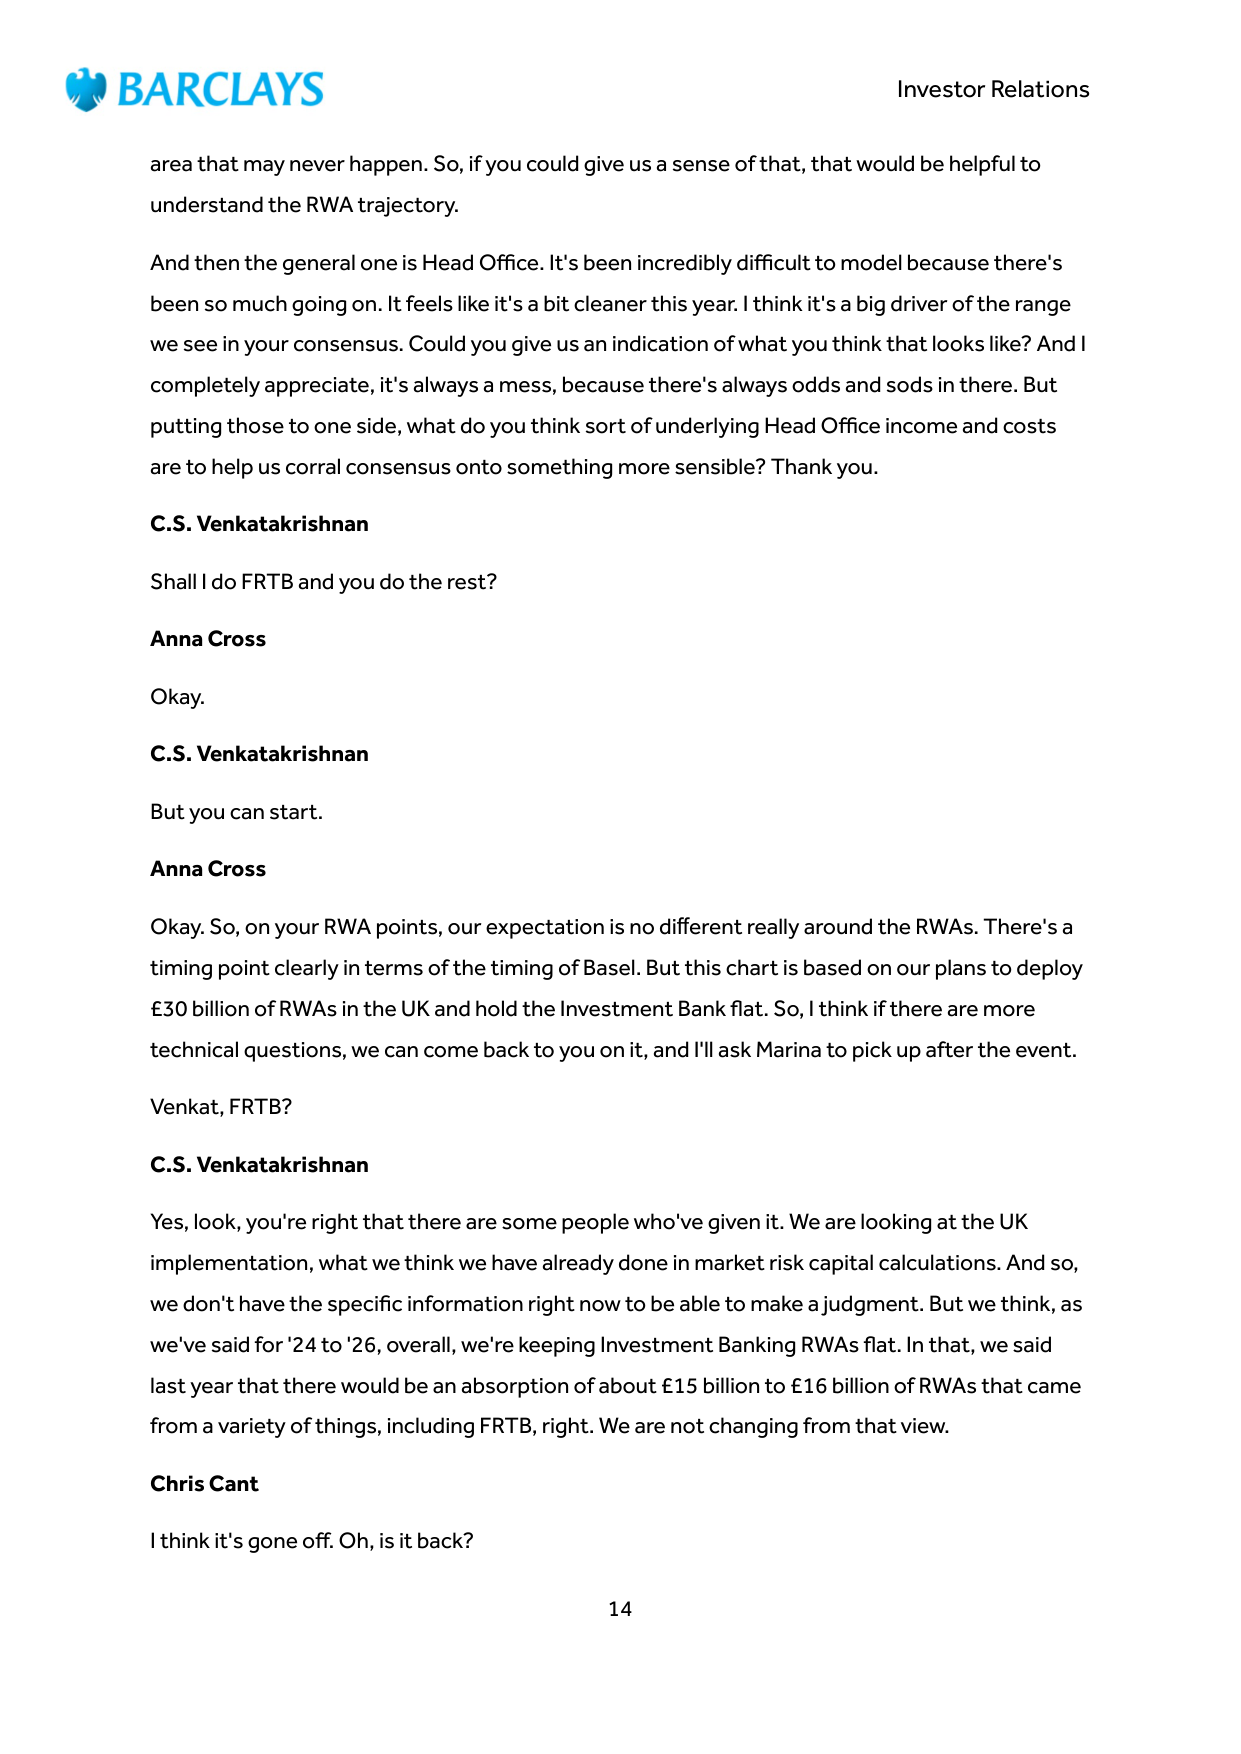 BARCLAYS
Investor Relations
area that may never happen. So, if you could give us a sense of that, that would be helpful to
understand the RWA trajectory.
And then the general one is Head Office. It's been incredibly difficult to model because there's
been so much going on. It feels like it's a bit cleaner this year. I think it's a big driver of the range
we see in your consensus. Could you give us an indication of what you think that looks like? And I
completely appreciate, it's always a mess, because there's always odds and sods in there. But
putting those to one side, what do you think sort of underlying Head Office income and costs
are to help us corral consensus onto something more sensible? Thank you.
C.S. Venkatakrishnan
Shall I do FRTB and you do the rest?
Anna Cross
Okay.
C.S. Venkatakrishnan
But you can start.
Anna Cross
Okay. So, on your RWA points, our expectation is no different really around the RWAs. There's a
timing point clearly in terms of the timing of Basel. But this chart is based on our plans to deploy
£30 billion of RWAs in the UK and hold the Investment Bank flat. So, I think if there are more
technical questions, we can come back to you on it, and I'll ask Marina to pick up after the event.
Venkat, FRTB?
C.S. Venkatakrishnan
Yes, look, you're right that there are some people who've given it. We are looking at the UK
implementation, what we think we have already done in market risk capital calculations. And so,
we don't have the specific information right now to be able to make a judgment. But we think, as
we've said for '24 to '26, overall, we're keeping Investment Banking RWAs flat. In that, we said
last year that there would be an absorption of about £15 billion to £16 billion of RWAs that came
from a variety of things, including FRTB, right. We are not changing from that view.
Chris Cant
I think it's gone off. Oh, is it back?
14